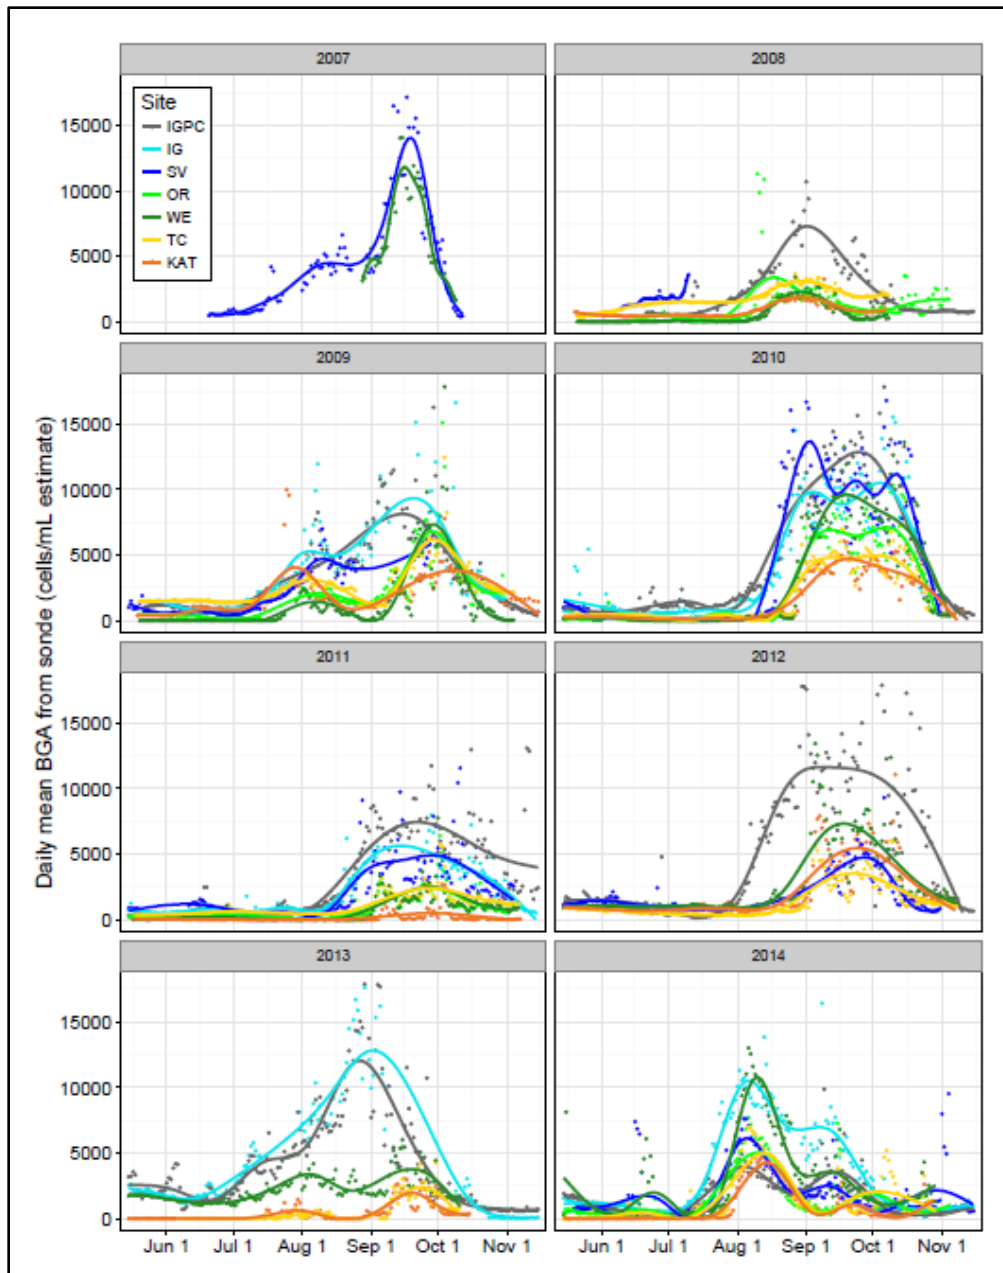 2007
2008
Site
IGPC
IG
SV
OR
WE
TC
KAT
15000
10000
5000
0
2009
2010
15000
10000
5000
0
2011
2012
15000
10000
5000
0
2013
2014
15000
10000
5000
0
Daily mean BGA from sonde (cells/mL estimate)
Jun 1 Jul 1 Aug 1 Sep 1 Oct 1 Nov 1
Jun 1 Jul 1 Aug 1 Sep 1 Oct 1 Nov 1